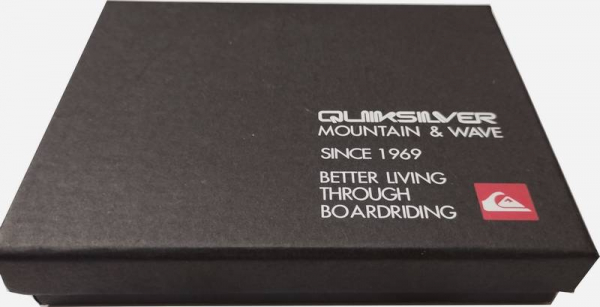 QUIKSILVER
MOUNTAIN & WAVE
SINCE 1969
BETTER LIVING
THROUGH
BOARDRIDING